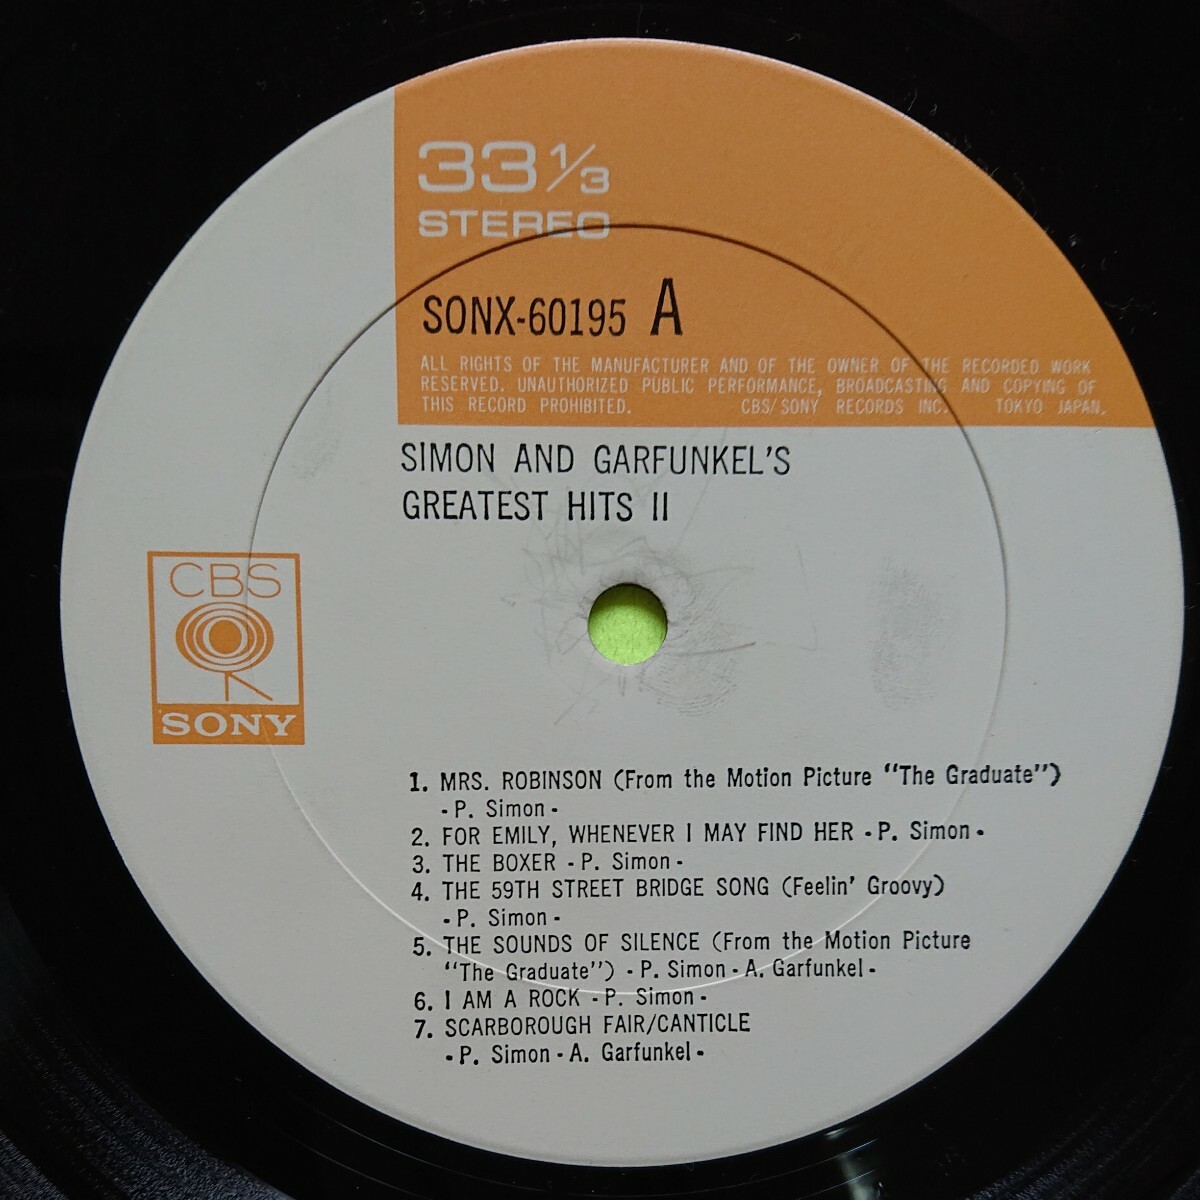 33 1/3
STEREO
SONX-60195 A
ALL RIGHTS OF THE MANUFACTURER AND OF THE OWNER OF THE RECORDED WORK
RESERVED. UNAUTHORIZED PUBLIC PERFORMANCE, BROADCASTING AND COPYING OF
THIS RECORD PROHIBITED. CBS/SONY RECORDS INC. TOKYO JAPAN.
SIMON AND GARFUNKEL'S
GREATEST HITS II
CBS
SONY
1. MRS. ROBINSON (From the Motion Picture "The Graduate")
- P. Simon -
2. FOR EMILY, WHENEVER I MAY FIND HER - P. Simon -
3. THE BOXER - P. Simon -
4. THE 59TH STREET BRIDGE SONG (Feelin' Groovy)
- P. Simon -
5. THE SOUNDS OF SILENCE (From the Motion Picture
"The Graduate") - P. Simon - A. Garfunkel -
6. I AM A ROCK - P. Simon -
7. SCARBOROUGH FAIR/CANTICLE
- P. Simon - A. Garfunkel -